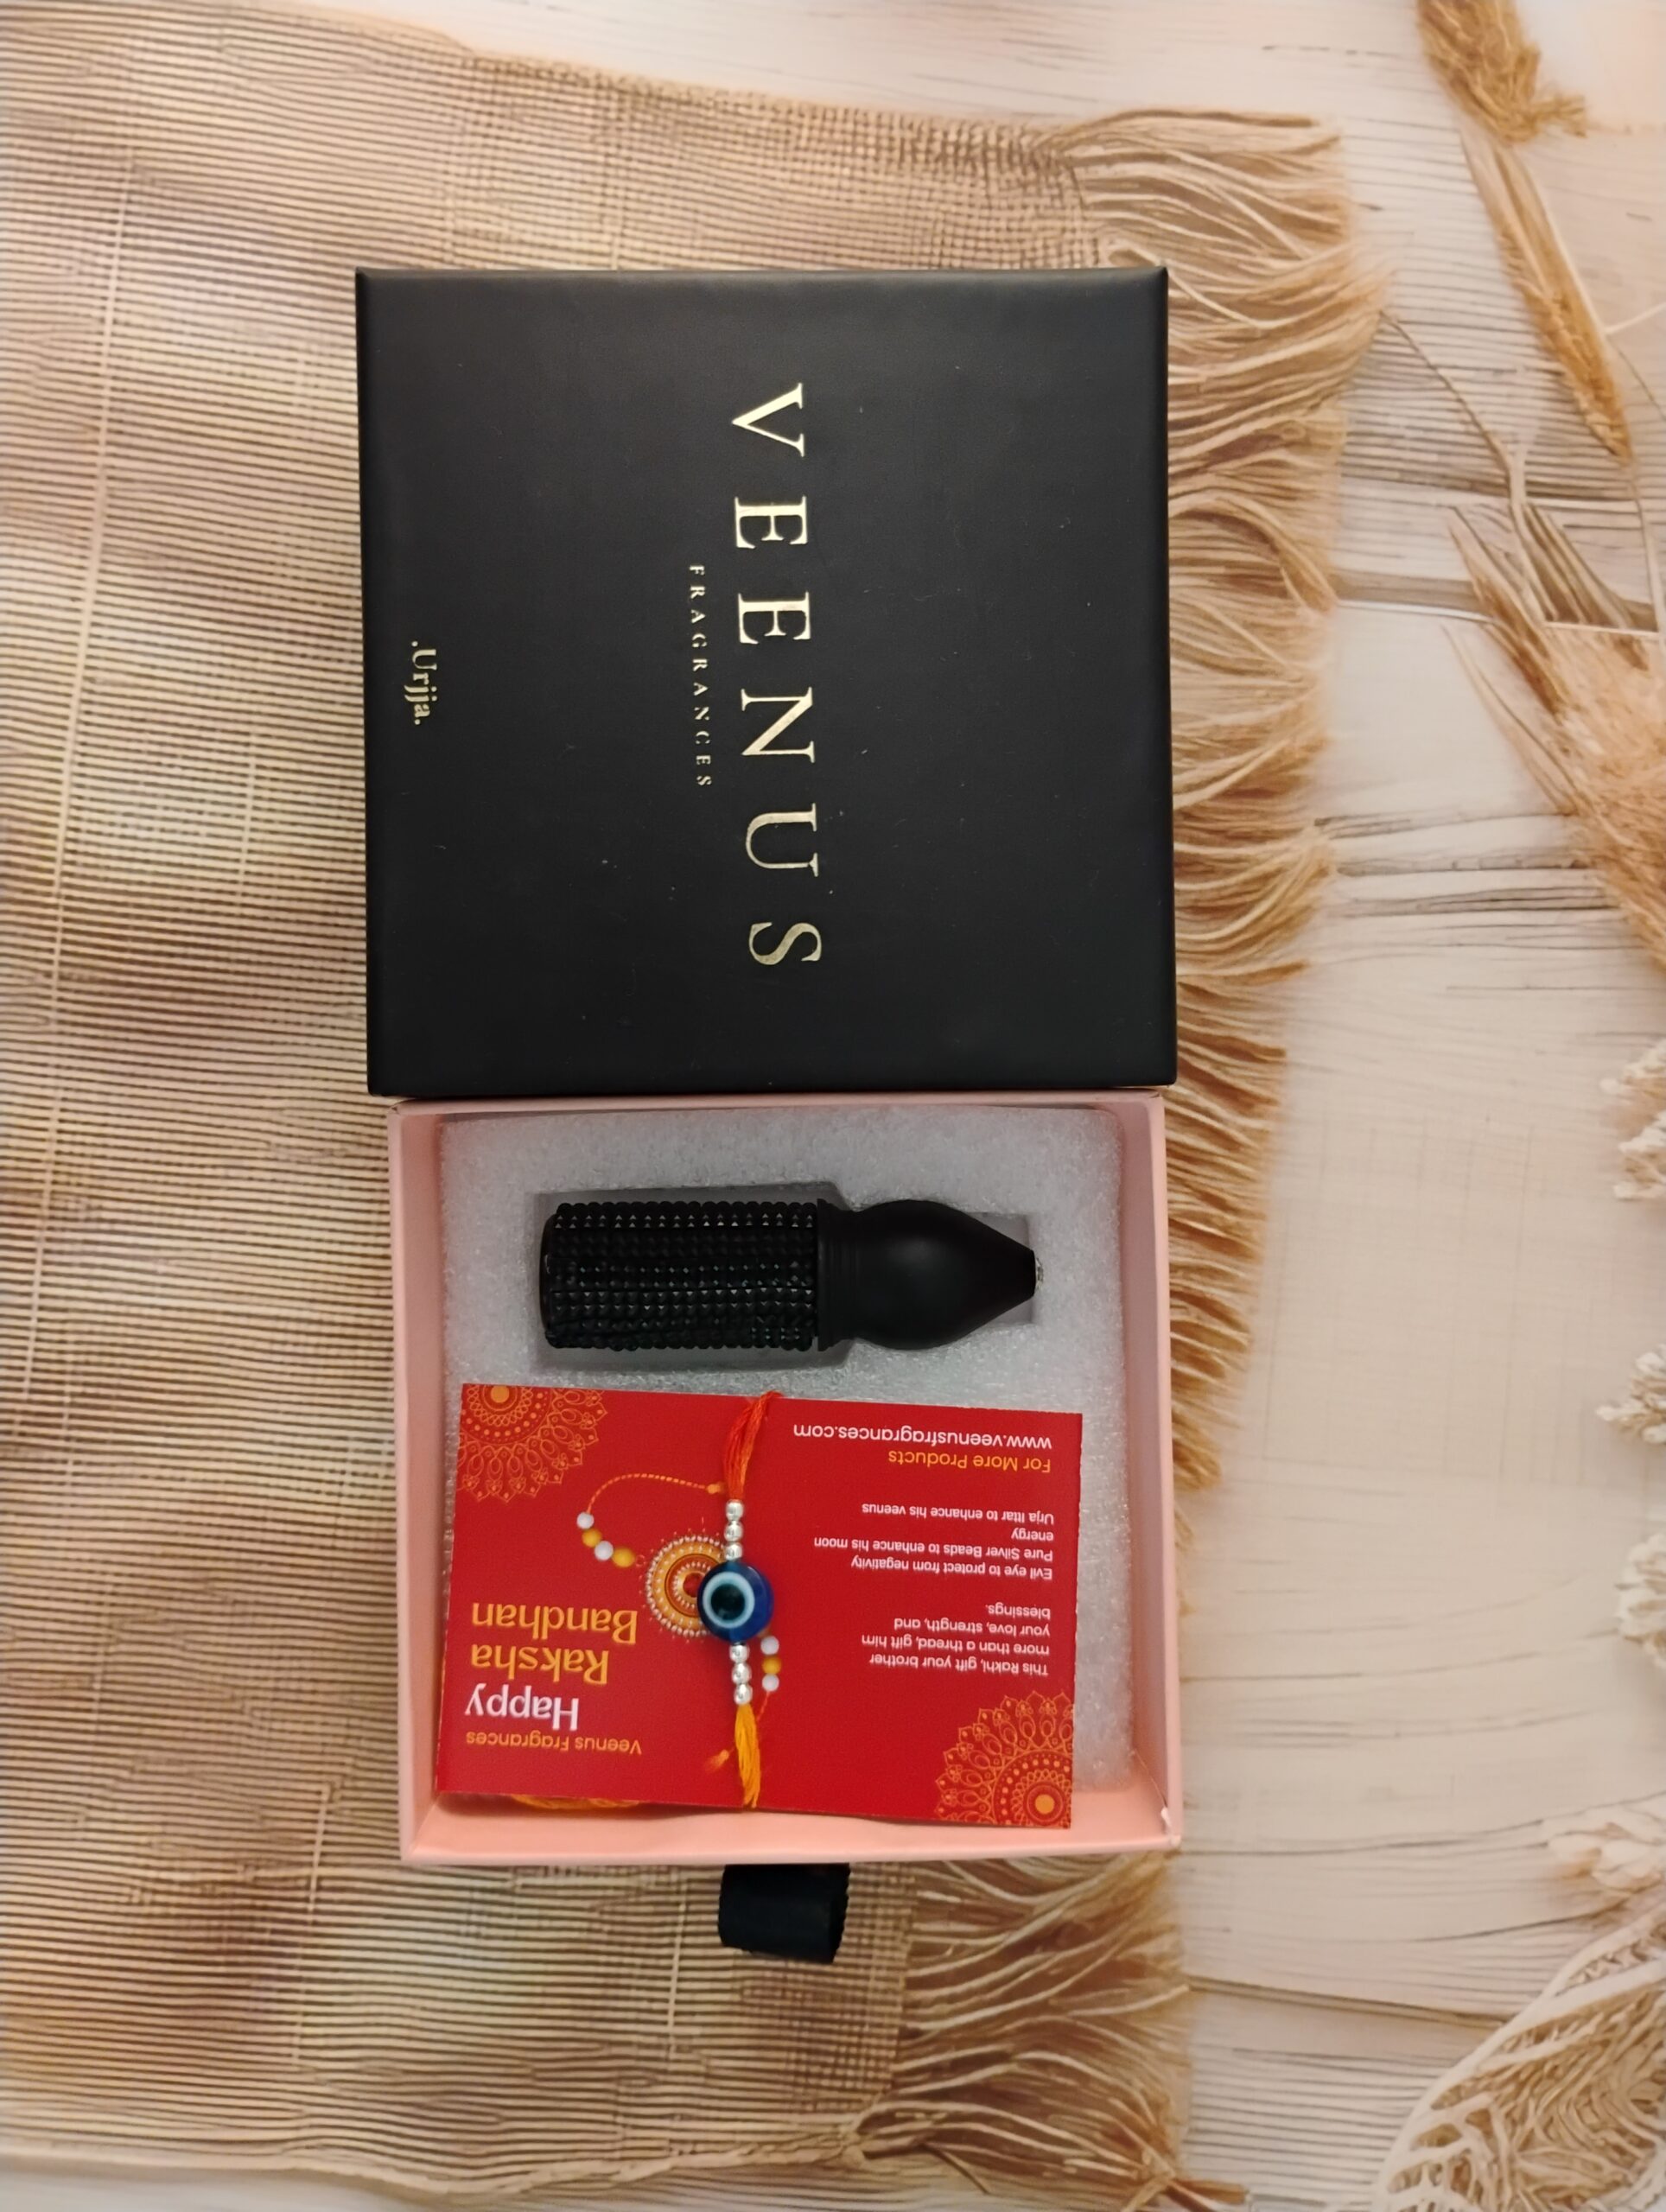 VEENUS
FRAGRANCES
.Urjja.
Veenus Fragrances
Happy
Raksha
Bandhan
This Rakhi, gift your brother
more than a thread, gift him
your love, strength, and
blessings.
Evil eye to protect from negativity
Pure Silver Beads to enhance his moon
energy
Urja Ittar to enhance his veenus
For More Products
www.veenusfragrances.com